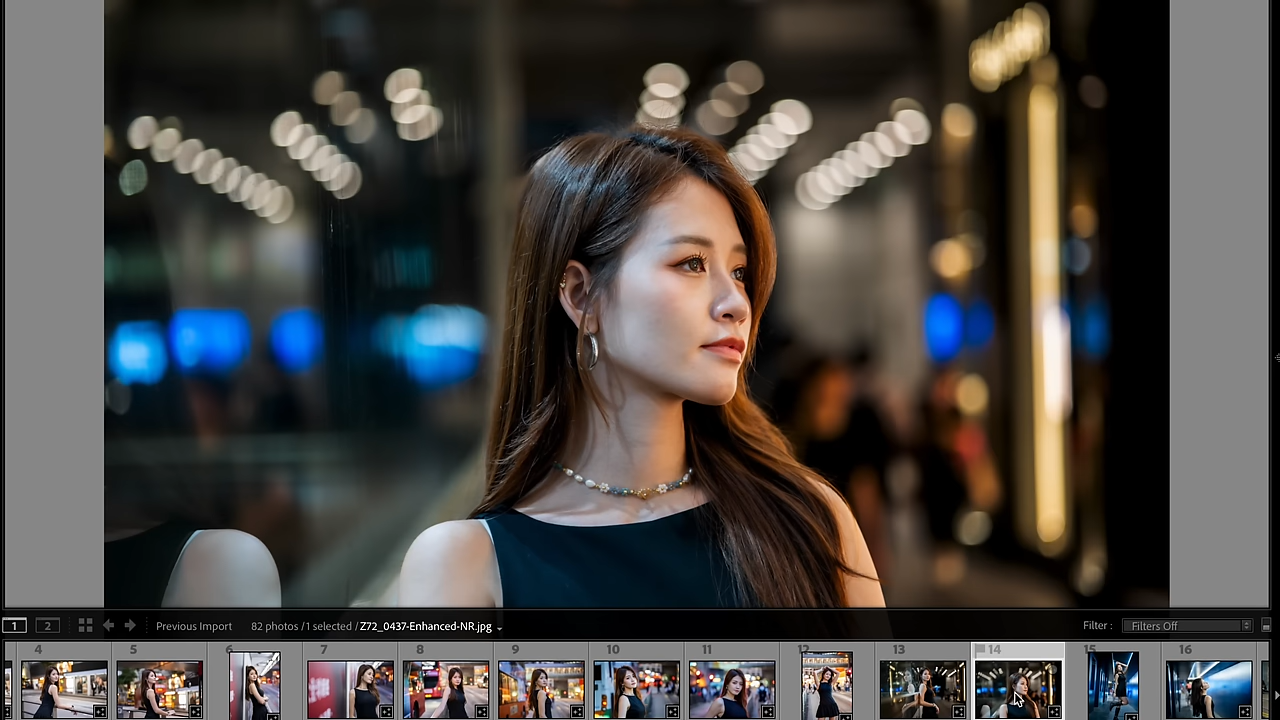 1 2 Previous Import 82 photos /1 selected /Z72_0437-Enhanced-NR.jpg Filter : Filters Off
4 5 6 7 8 9 10 11 12 13 14 15 16